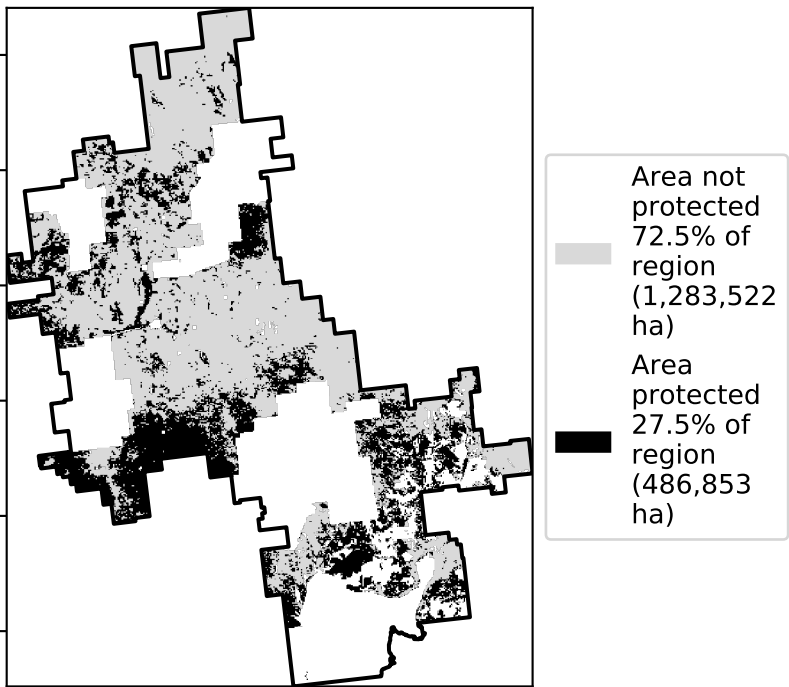 Area not
protected
72.5% of
region
(1,283,522
ha)
Area
protected
27.5% of
region
(486,853
ha)